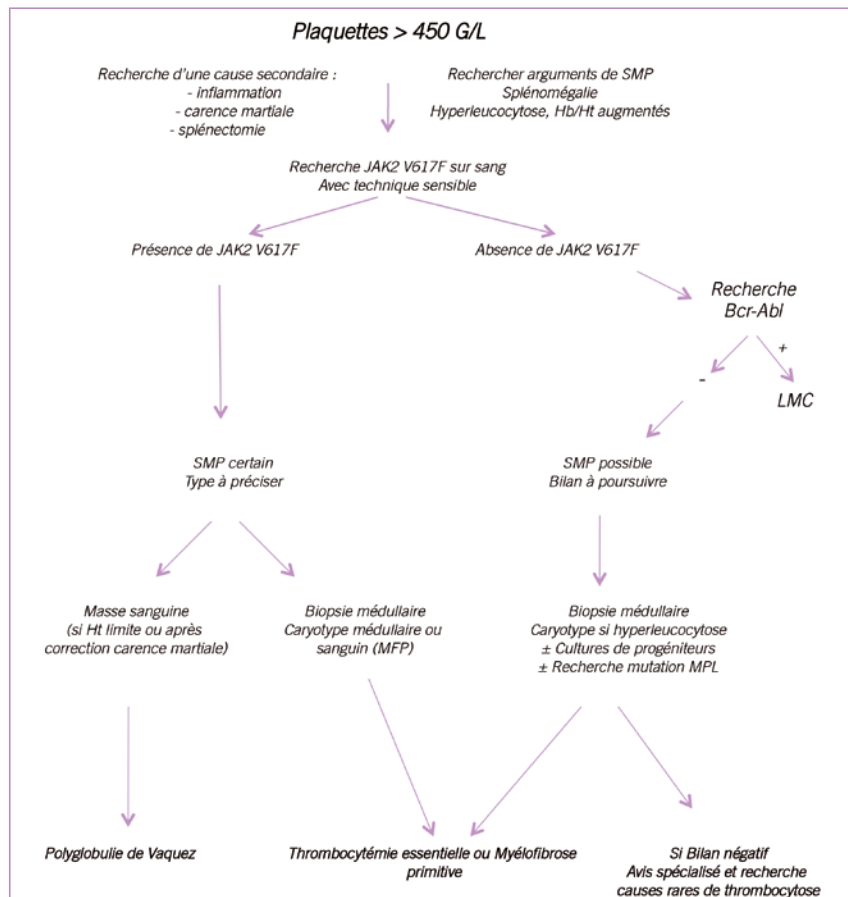 Plaquettes > 450 G/L
Recherche d'une cause secondaire :
- inflammation
- carence martiale
- splénectomie
Rechercher arguments de SMP
Splénomégalie
Hyperleucocytose, Hb/Ht augmentés
Recherche JAK2 V617F sur sang
Avec technique sensible
Présence de JAK2 V617F
Absence de JAK2 V617F
Recherche
Bcr-Abl
+
-
LMC
SMP certain
Type à préciser
SMP possible
Bilan à poursuivre
Masse sanguine
(si Ht limite ou après
correction carence martiale)
Biopsie médullaire
Caryotype médullaire ou
sanguin (MFP)
Biopsie médullaire
Caryotype si hyperleucocytose
± Cultures de progéniteurs
± Recherche mutation MPL
Polyglobulie de Vaquez
Thrombocytémie essentielle ou Myélofibrose
primitive
Si Bilan négatif
Avis spécialisé et recherche
causes rares de thrombocytose